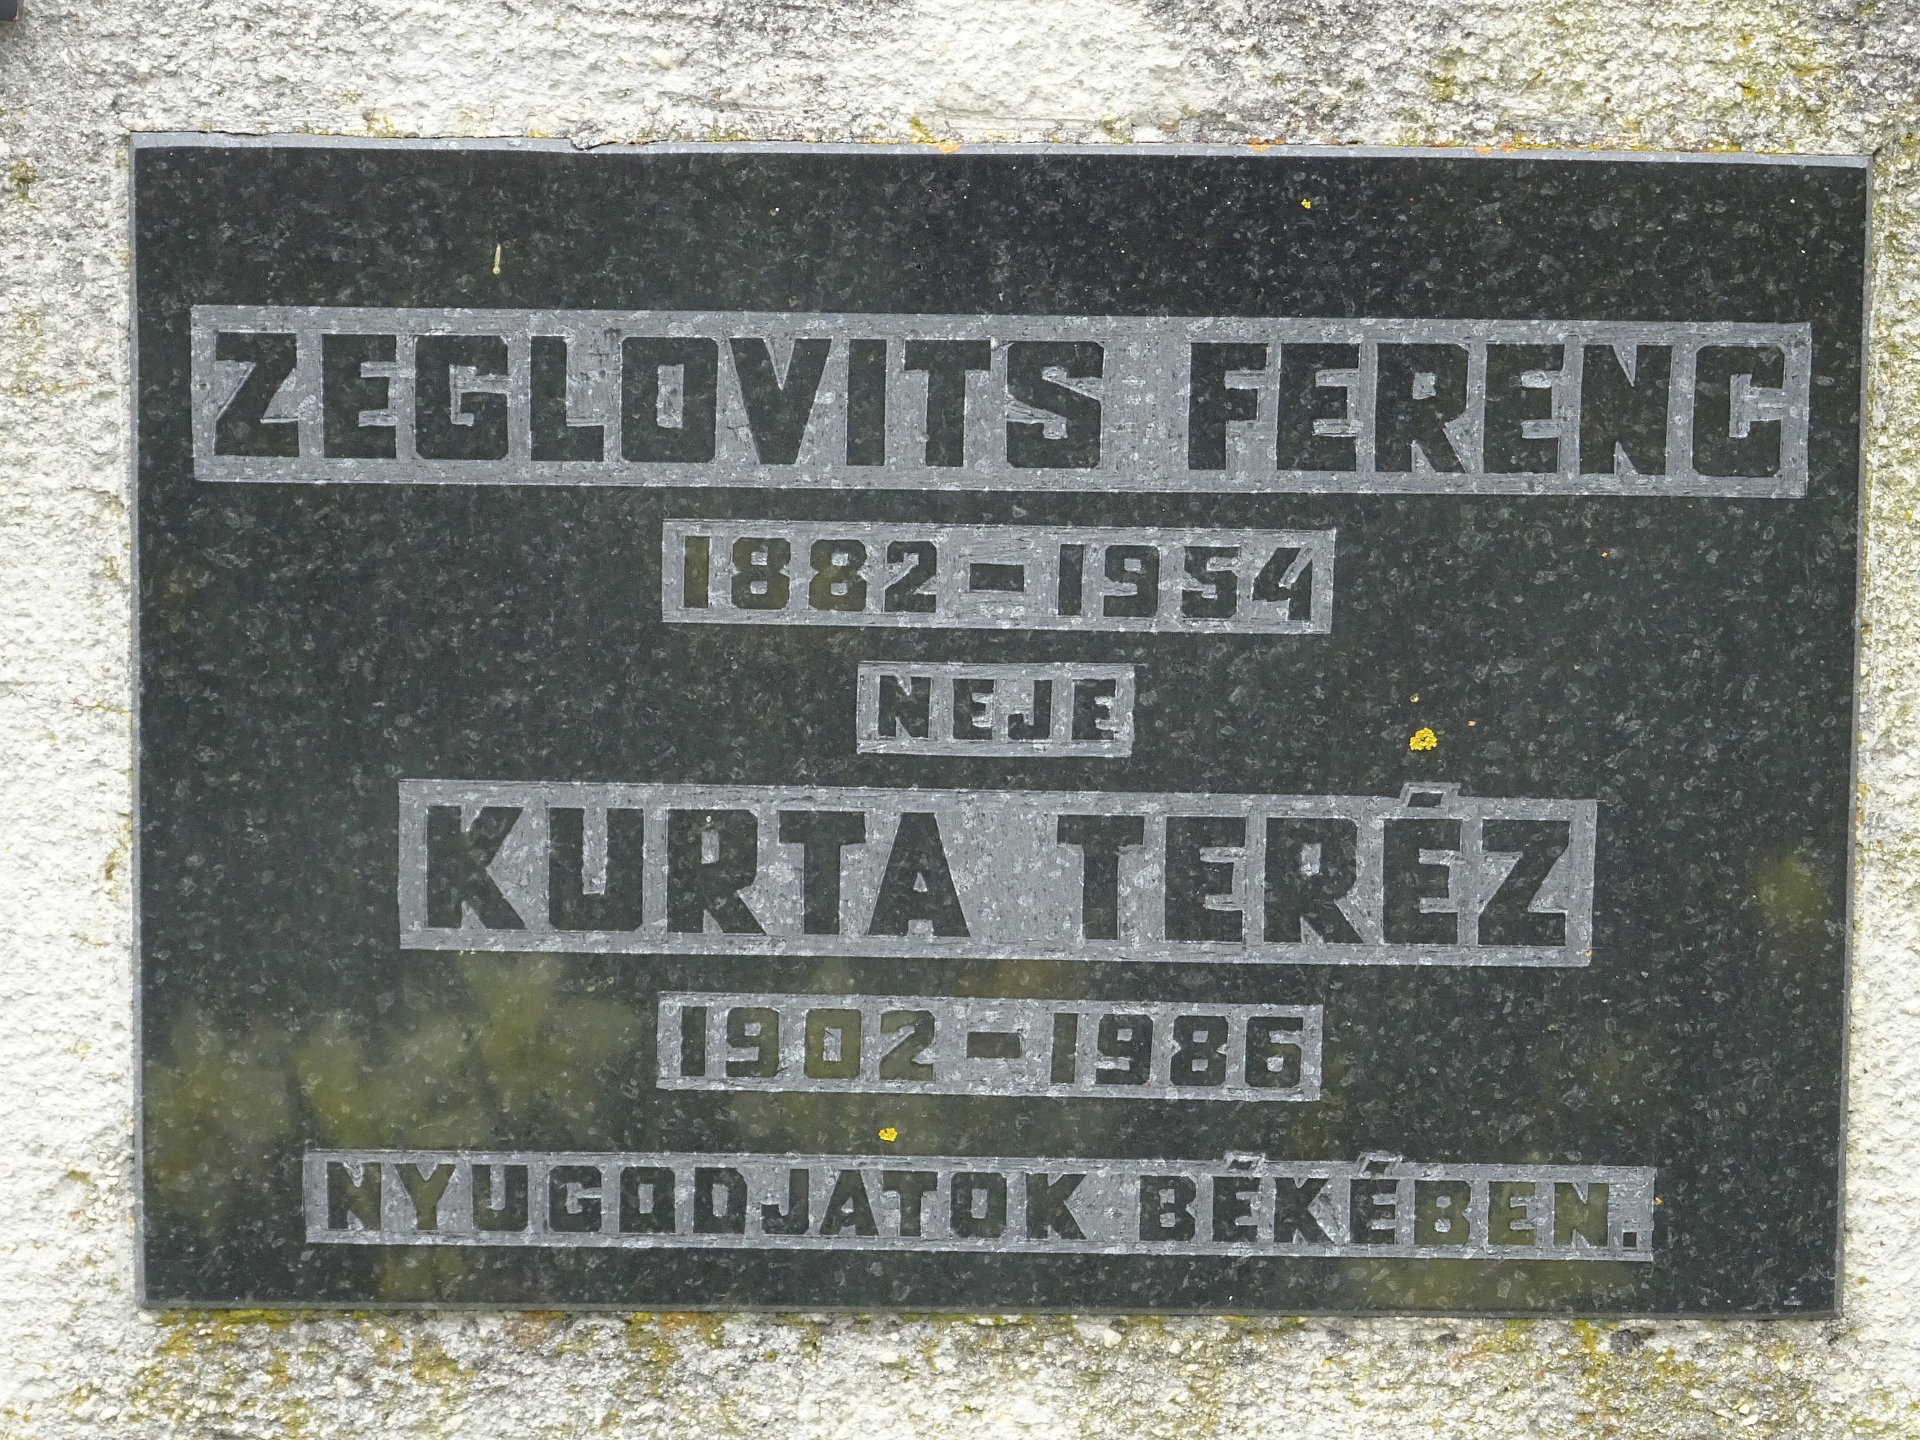 ZEGLOVITS FERENC
1882-1954
NEJE
KURTA TERÉZ
1902-1986
NYUGODJATOK BÉKÉBEN.